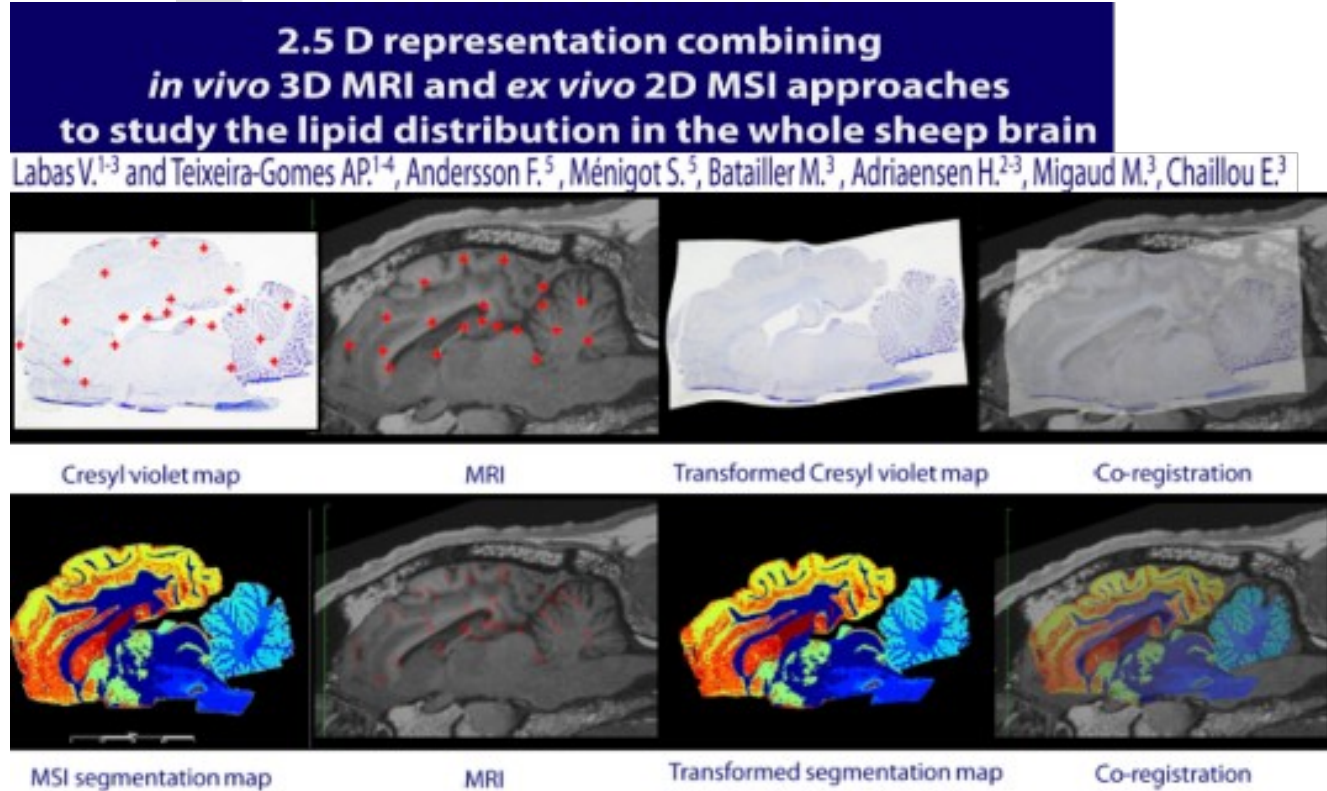 2.5 D representation combining
in vivo 3D MRI and ex vivo 2D MSI approaches
to study the lipid distribution in the whole sheep brain
Labas V.1-3 and Teixeira-Gomes AP.1-4, Andersson F.5 , Ménigot S.5, Batailler M.3 , Adriaensen H.2-3, Migaud M.3, Chaillou E.3
Cresyl violet map
MRI
Transformed Cresyl violet map
Co-registration
MSI segmentation map
MRI
Transformed segmentation map
Co-registration